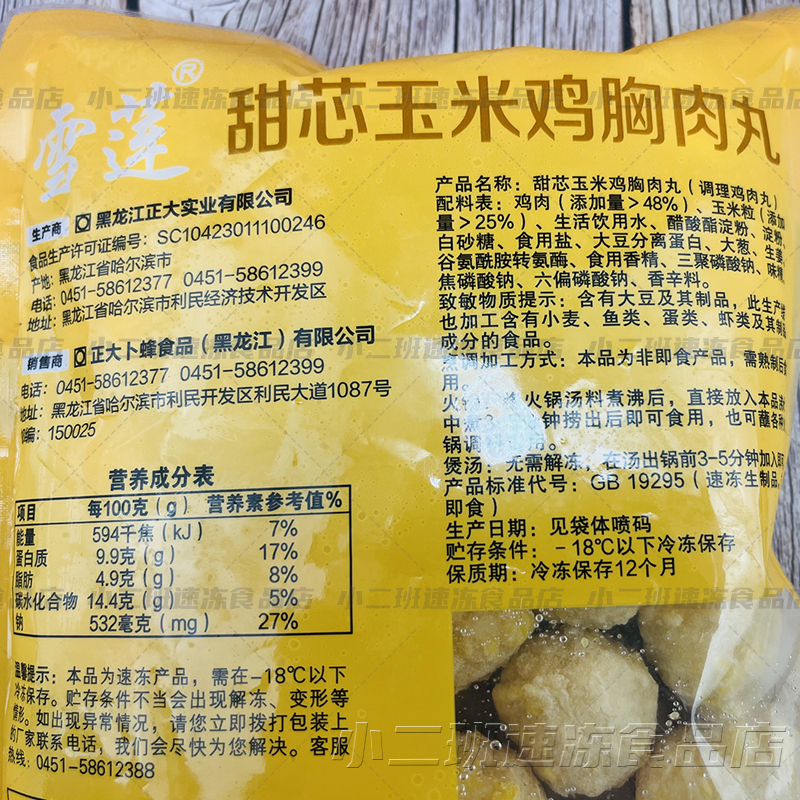 雪莲®
甜芯玉米鸡胸肉丸
生产商 黑龙江正大实业有限公司
食品生产许可证编号：SC10423011100246
产地：黑龙江省哈尔滨市
电话：0451-58612377 0451-58612399
地址：黑龙江省哈尔滨市利民经济技术开发区
销售商 正大卜蜂食品（黑龙江）有限公司
电话：0451-58612377 0451-58612399
地址：黑龙江省哈尔滨市利民开发区利民大道1087号
编：150025
营养成分表
项目 每100克（g） 营养素参考值%
能量 594千焦（kJ） 7%
蛋白质 9.9克（g） 17%
脂肪 4.9克（g） 8%
碳水化合物 14.4克（g） 5%
钠 532毫克（mg） 27%
温馨提示：本品为速冻产品，需在-18℃以下
冷冻保存。贮存条件不当会出现解冻、变形等
情形。如出现异常情况，请您立即拨打包装上
的厂家联系电话，我们会尽快为您解决。客服
热线：0451-58612388
产品名称：甜芯玉米鸡胸肉丸（调理鸡肉丸）
配料表：鸡肉（添加量>48%）、玉米粒（添加
量>25%）、生活饮用水、醋酸酯淀粉、淀粉、
白砂糖、食用盐、大豆分离蛋白、大葱、生姜、
谷氨酰胺转氨酶、食用香精、三聚磷酸钠、味精、
焦磷酸钠、六偏磷酸钠、香辛料。
致敏物质提示：含有大豆及其制品，此生产线
也加工含有小麦、鱼类、蛋类、虾类及其制品
成分的食品。
烹调加工方式：本品为非即食产品，需熟制后食
用。
火锅 火锅汤料煮沸后，直接放入本品沸
中煮 钟捞出后即可食用，也可蘸各种
锅调 用。
煲汤：无需解冻，在汤出锅前3-5分钟加入即
产品标准代号：GB 19295（速冻生制品
即食）
生产日期：见袋体喷码
贮存条件：-18℃以下冷冻保存
保质期：冷冻保存12个月
小二班速冻食品店